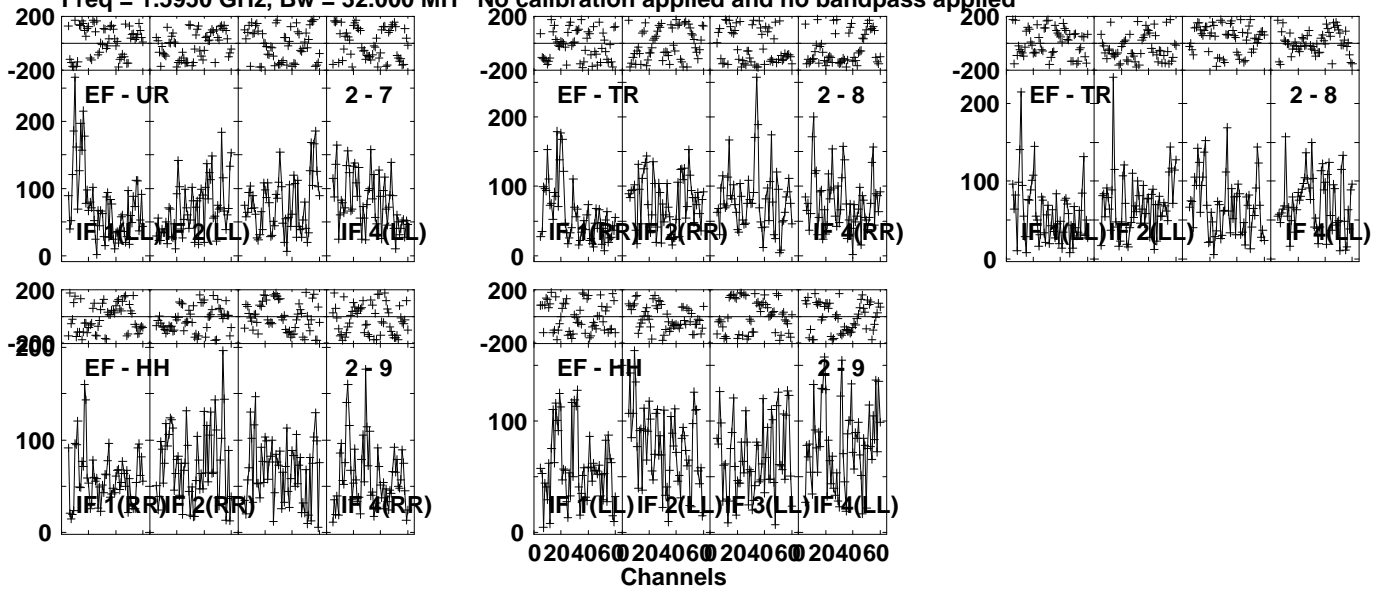 Freq = 1.5950 GHz, Bw = 32.000 MH No calibration applied and no bandpass applied
200 200 200
-200 -200 -200
EF - UR 2 - 7 EF - TR 2 - 8 EF - TR 2 - 8
200 200 200
100 100 100
IF 1(LL) IF 2(LL) IF 4(LL) IF 1(RR) IF 2(RR) IF 4(RR) IF 1(LL) IF 2(LL) IF 4(LL)
0 0 0
200 200
-200 -200
200
EF - HH 2 - 9 EF - HH 2 - 9
100 100
IF 1(RR) IF 2(RR) IF 4(RR) IF 1(LL) IF 2(LL) IF 3(LL) IF 4(LL)
0 0
0 20 40 60 0 20 40 60 0 20 40 60 0 20 40 60
Channels